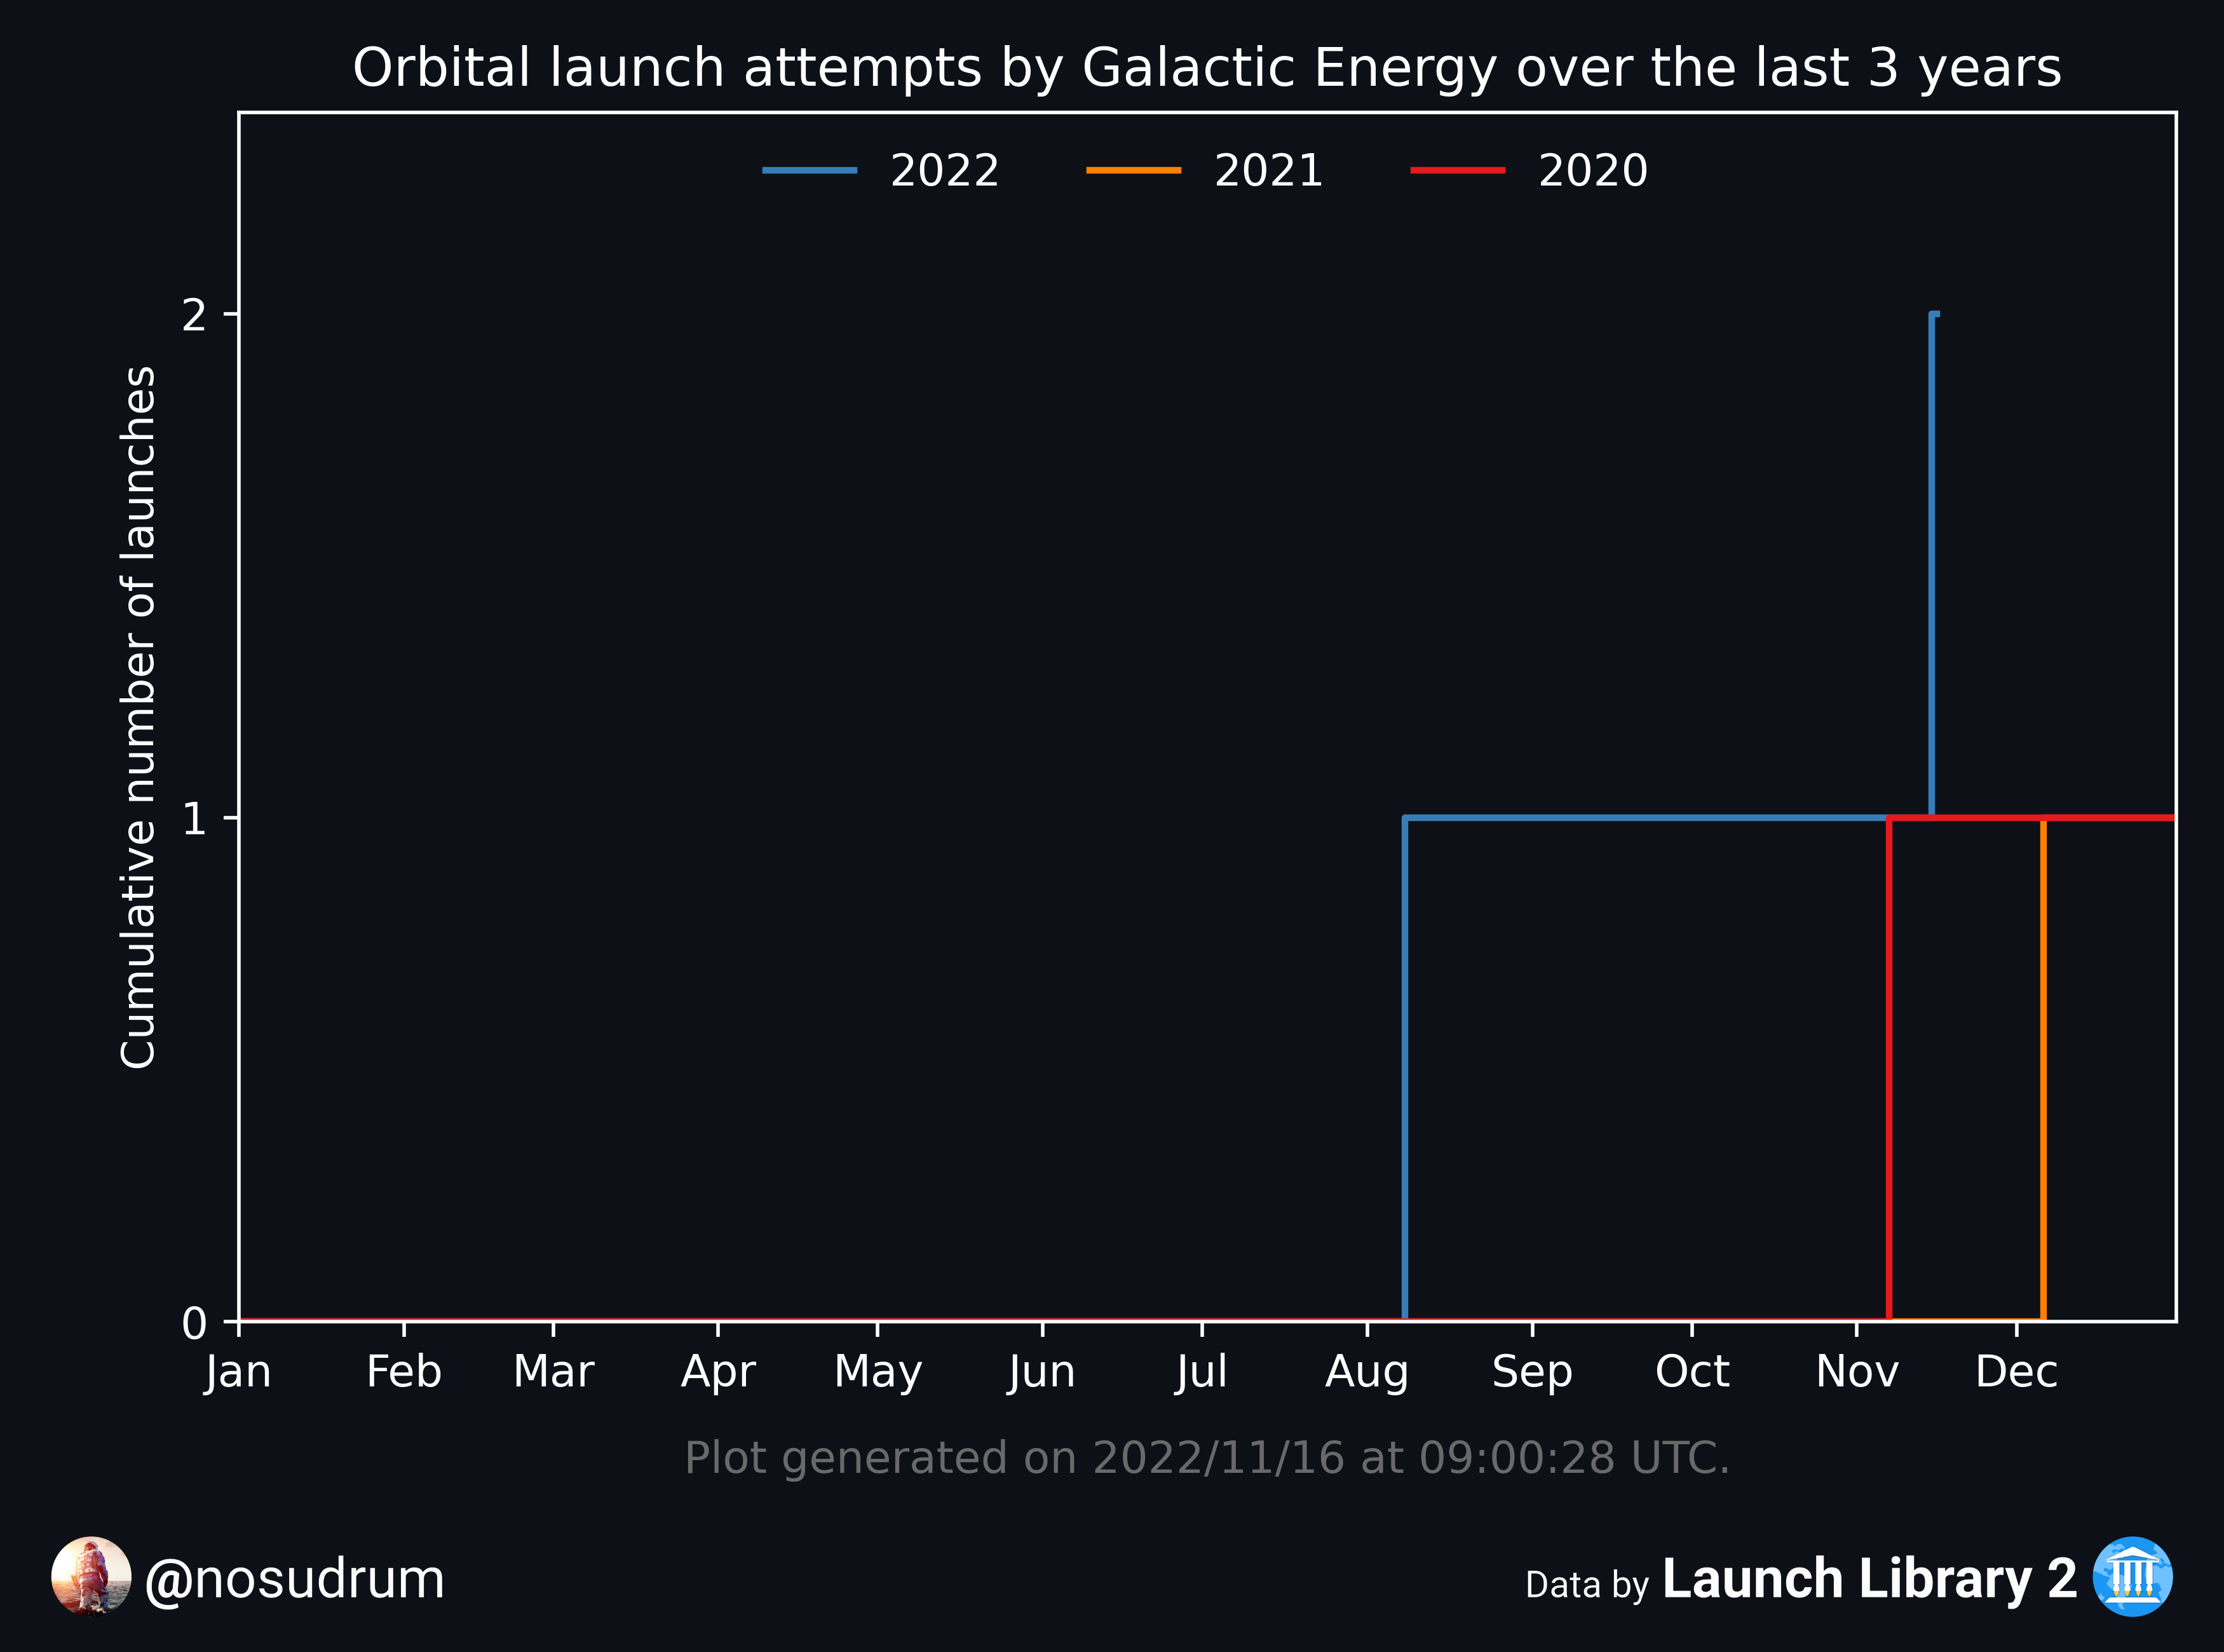 Orbital launch attempts by Galactic Energy over the last 3 years
2022 2021 2020
Cumulative number of launches
2
1
0
Jan Feb Mar Apr May Jun Jul Aug Sep Oct Nov Dec
Plot generated on 2022/11/16 at 09:00:28 UTC.
@nosudrum
Data by Launch Library 2